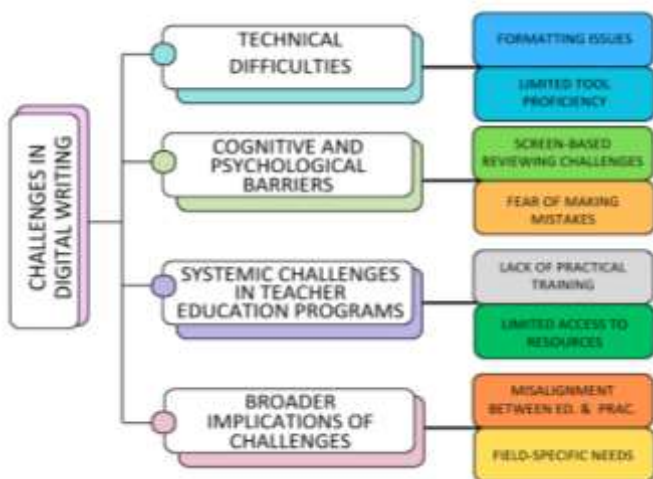 CHALLENGES IN
DIGITAL WRITING
TECHNICAL
DIFFICULTIES
FORMATTING ISSUES
LIMITED TOOL
PROFICIENCY
COGNITIVE AND
PSYCHOLOGICAL
BARRIERS
SCREEN-BASED
REVIEWING CHALLENGES
FEAR OF MAKING
MISTAKES
SYSTEMIC CHALLENGES
IN TEACHER
EDUCATION PROGRAMS
LACK OF PRACTICAL
TRAINING
LIMITED ACCESS TO
RESOURCES
BROADER
IMPLICATIONS OF
CHALLENGES
MISALIGNMENT
BETWEEN ED. & PRAC.
FIELD-SPECIFIC NEEDS